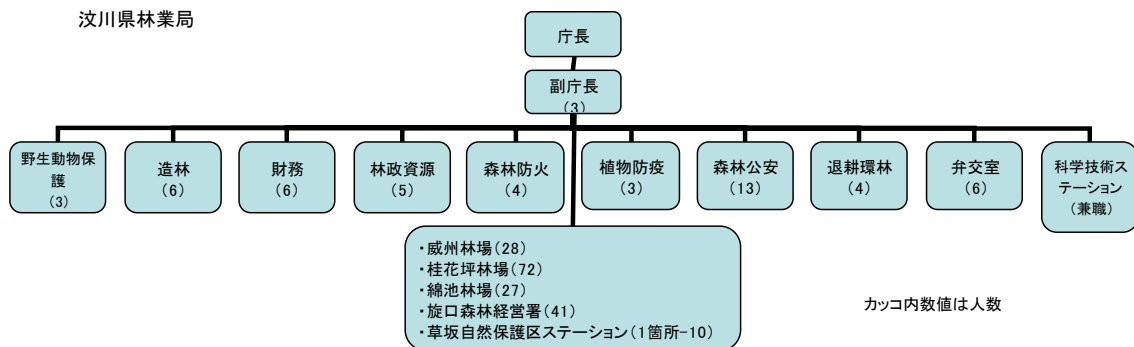 汶川県林業局
庁長
副庁長
(3)
野生動物保
護
(3)
造林
(6)
財務
(6)
林政資源
(5)
森林防火
(4)
植物防疫
(3)
森林公安
(13)
退耕環林
(4)
弁交室
(6)
科学技術ス
テーション
(兼職)
・威州林場(28)
・桂花坪林場(72)
・綿池林場(27)
・旋口森林経営署(41)
・草坂自然保護区ステーション(1箇所-10)
カッコ内数値は人数